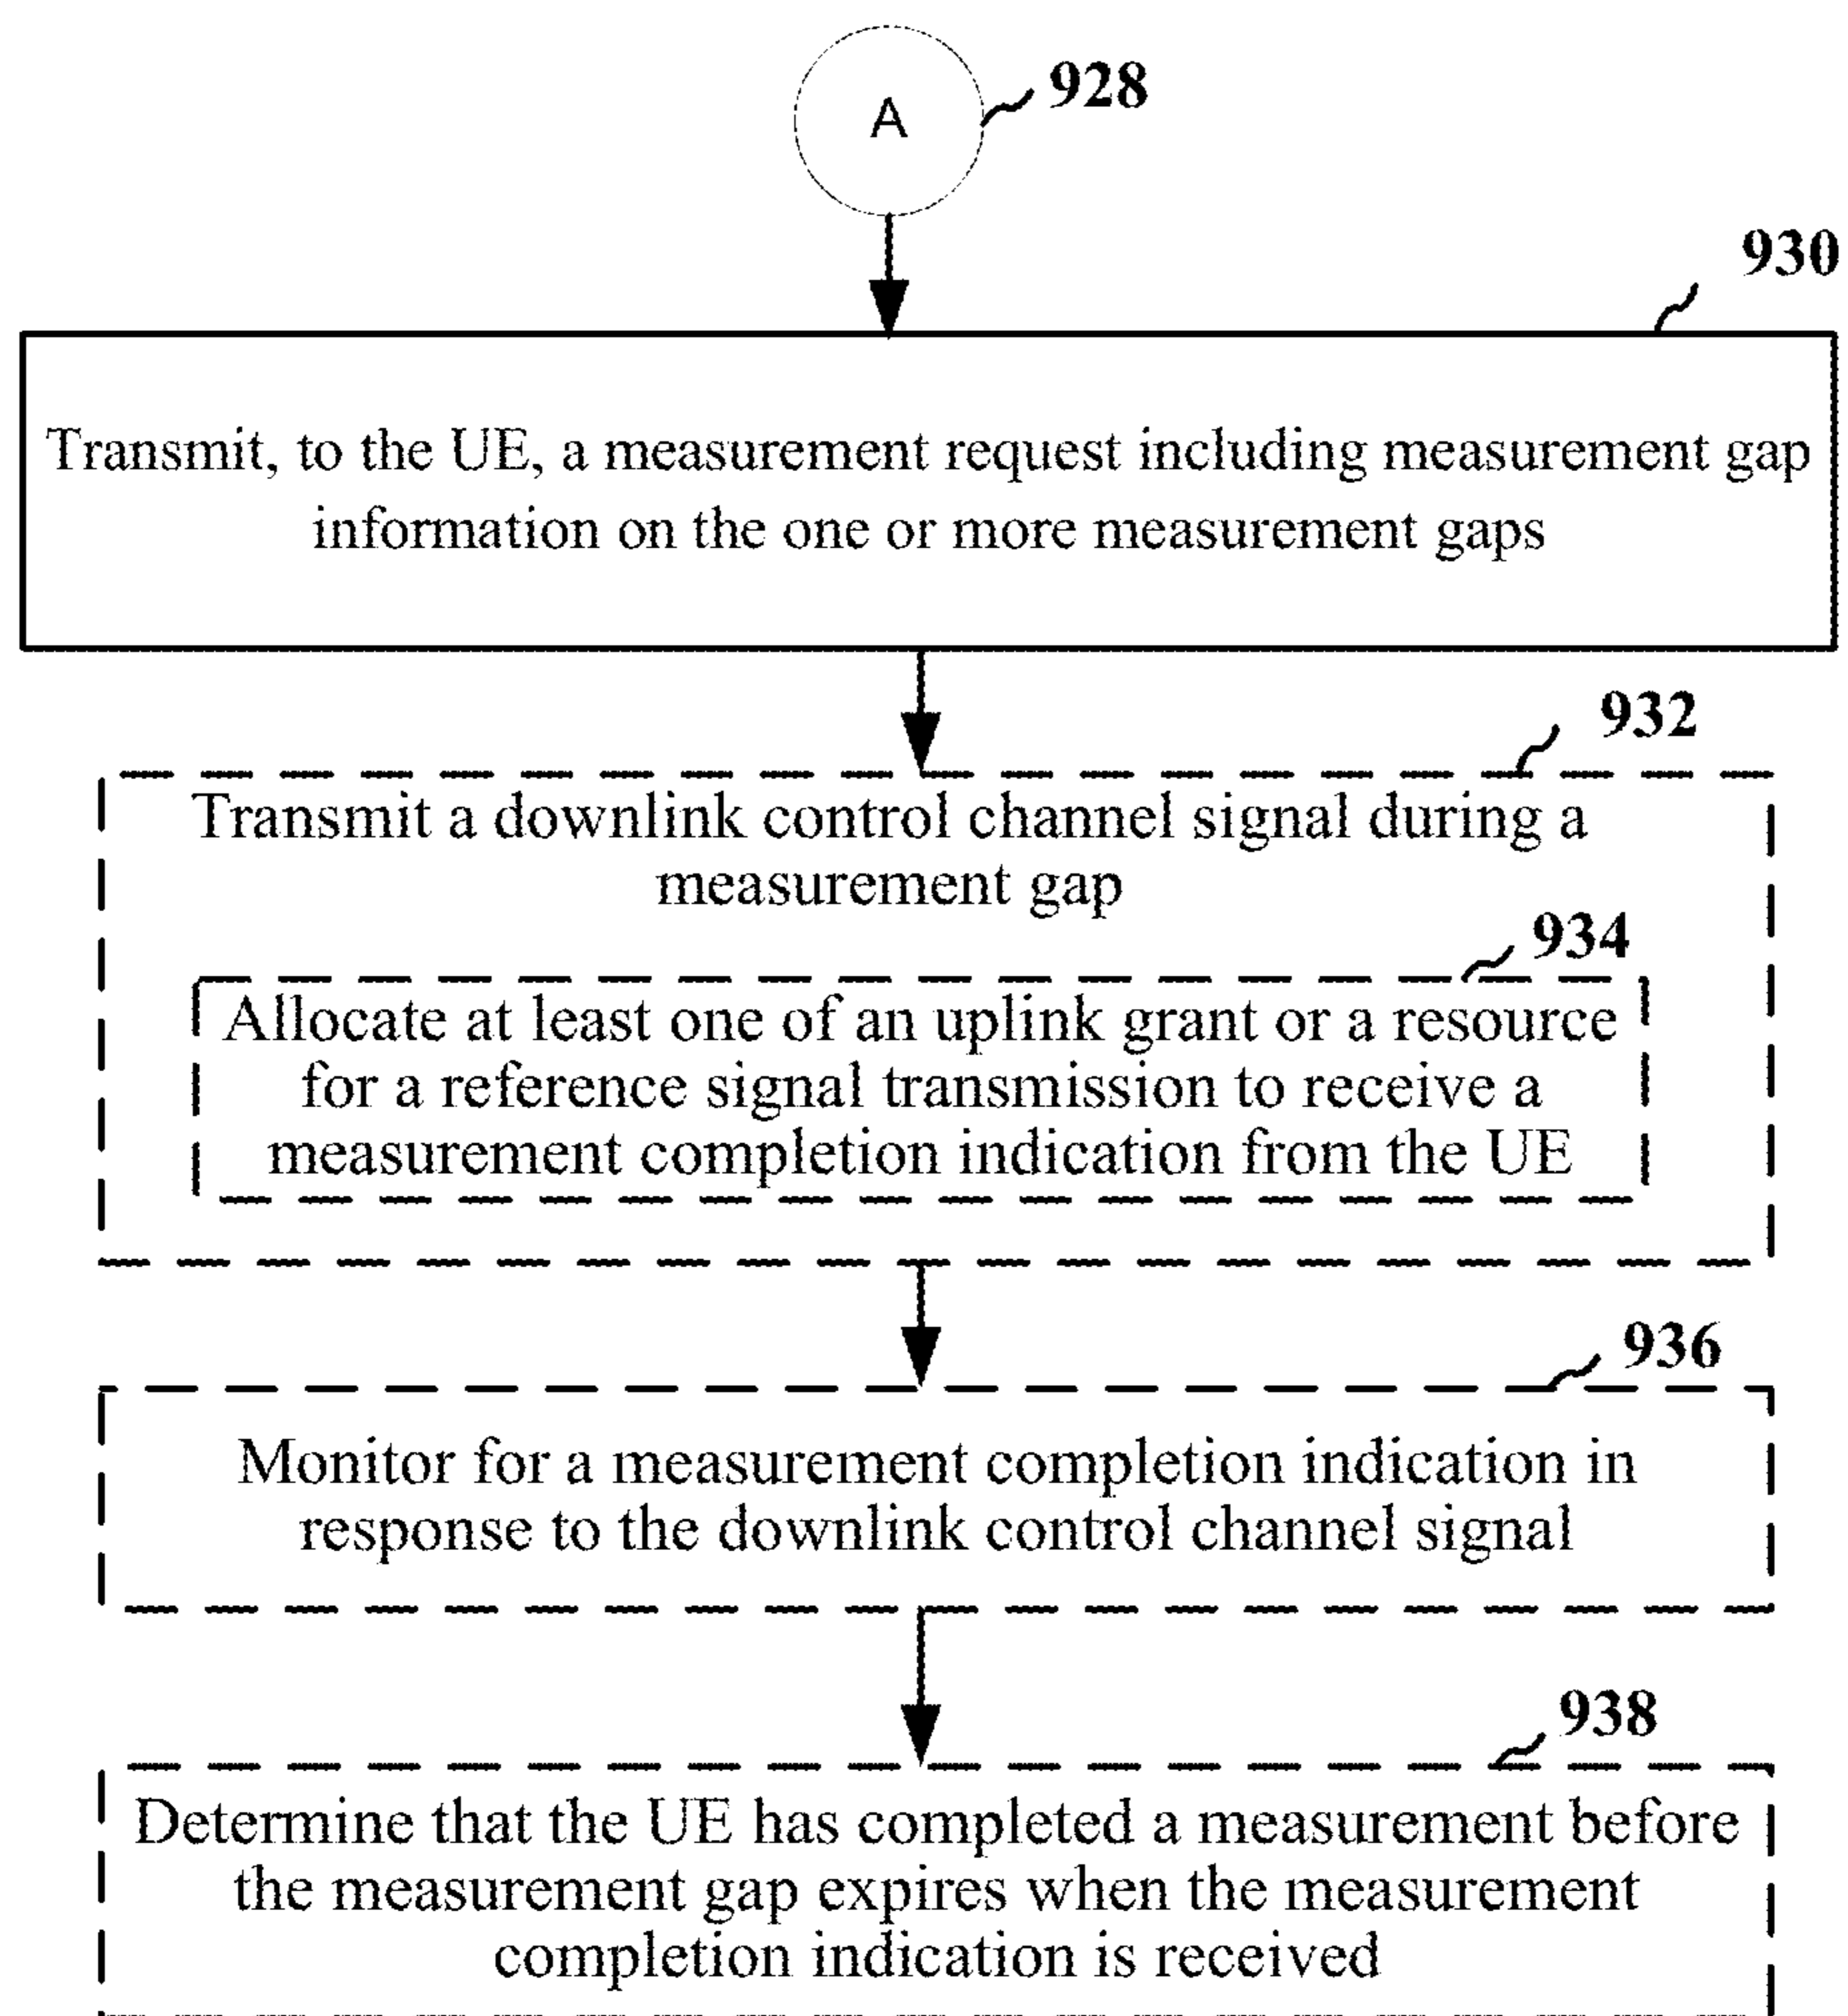 A
928
930
Transmit, to the UE, a measurement request including measurement gap
information on the one or more measurement gaps
932
Transmit a downlink control channel signal during a
measurement gap
934
Allocate at least one of an uplink grant or a resource
for a reference signal transmission to receive a
measurement completion indication from the UE
936
Monitor for a measurement completion indication in
response to the downlink control channel signal
938
Determine that the UE has completed a measurement before
the measurement gap expires when the measurement
completion indication is received